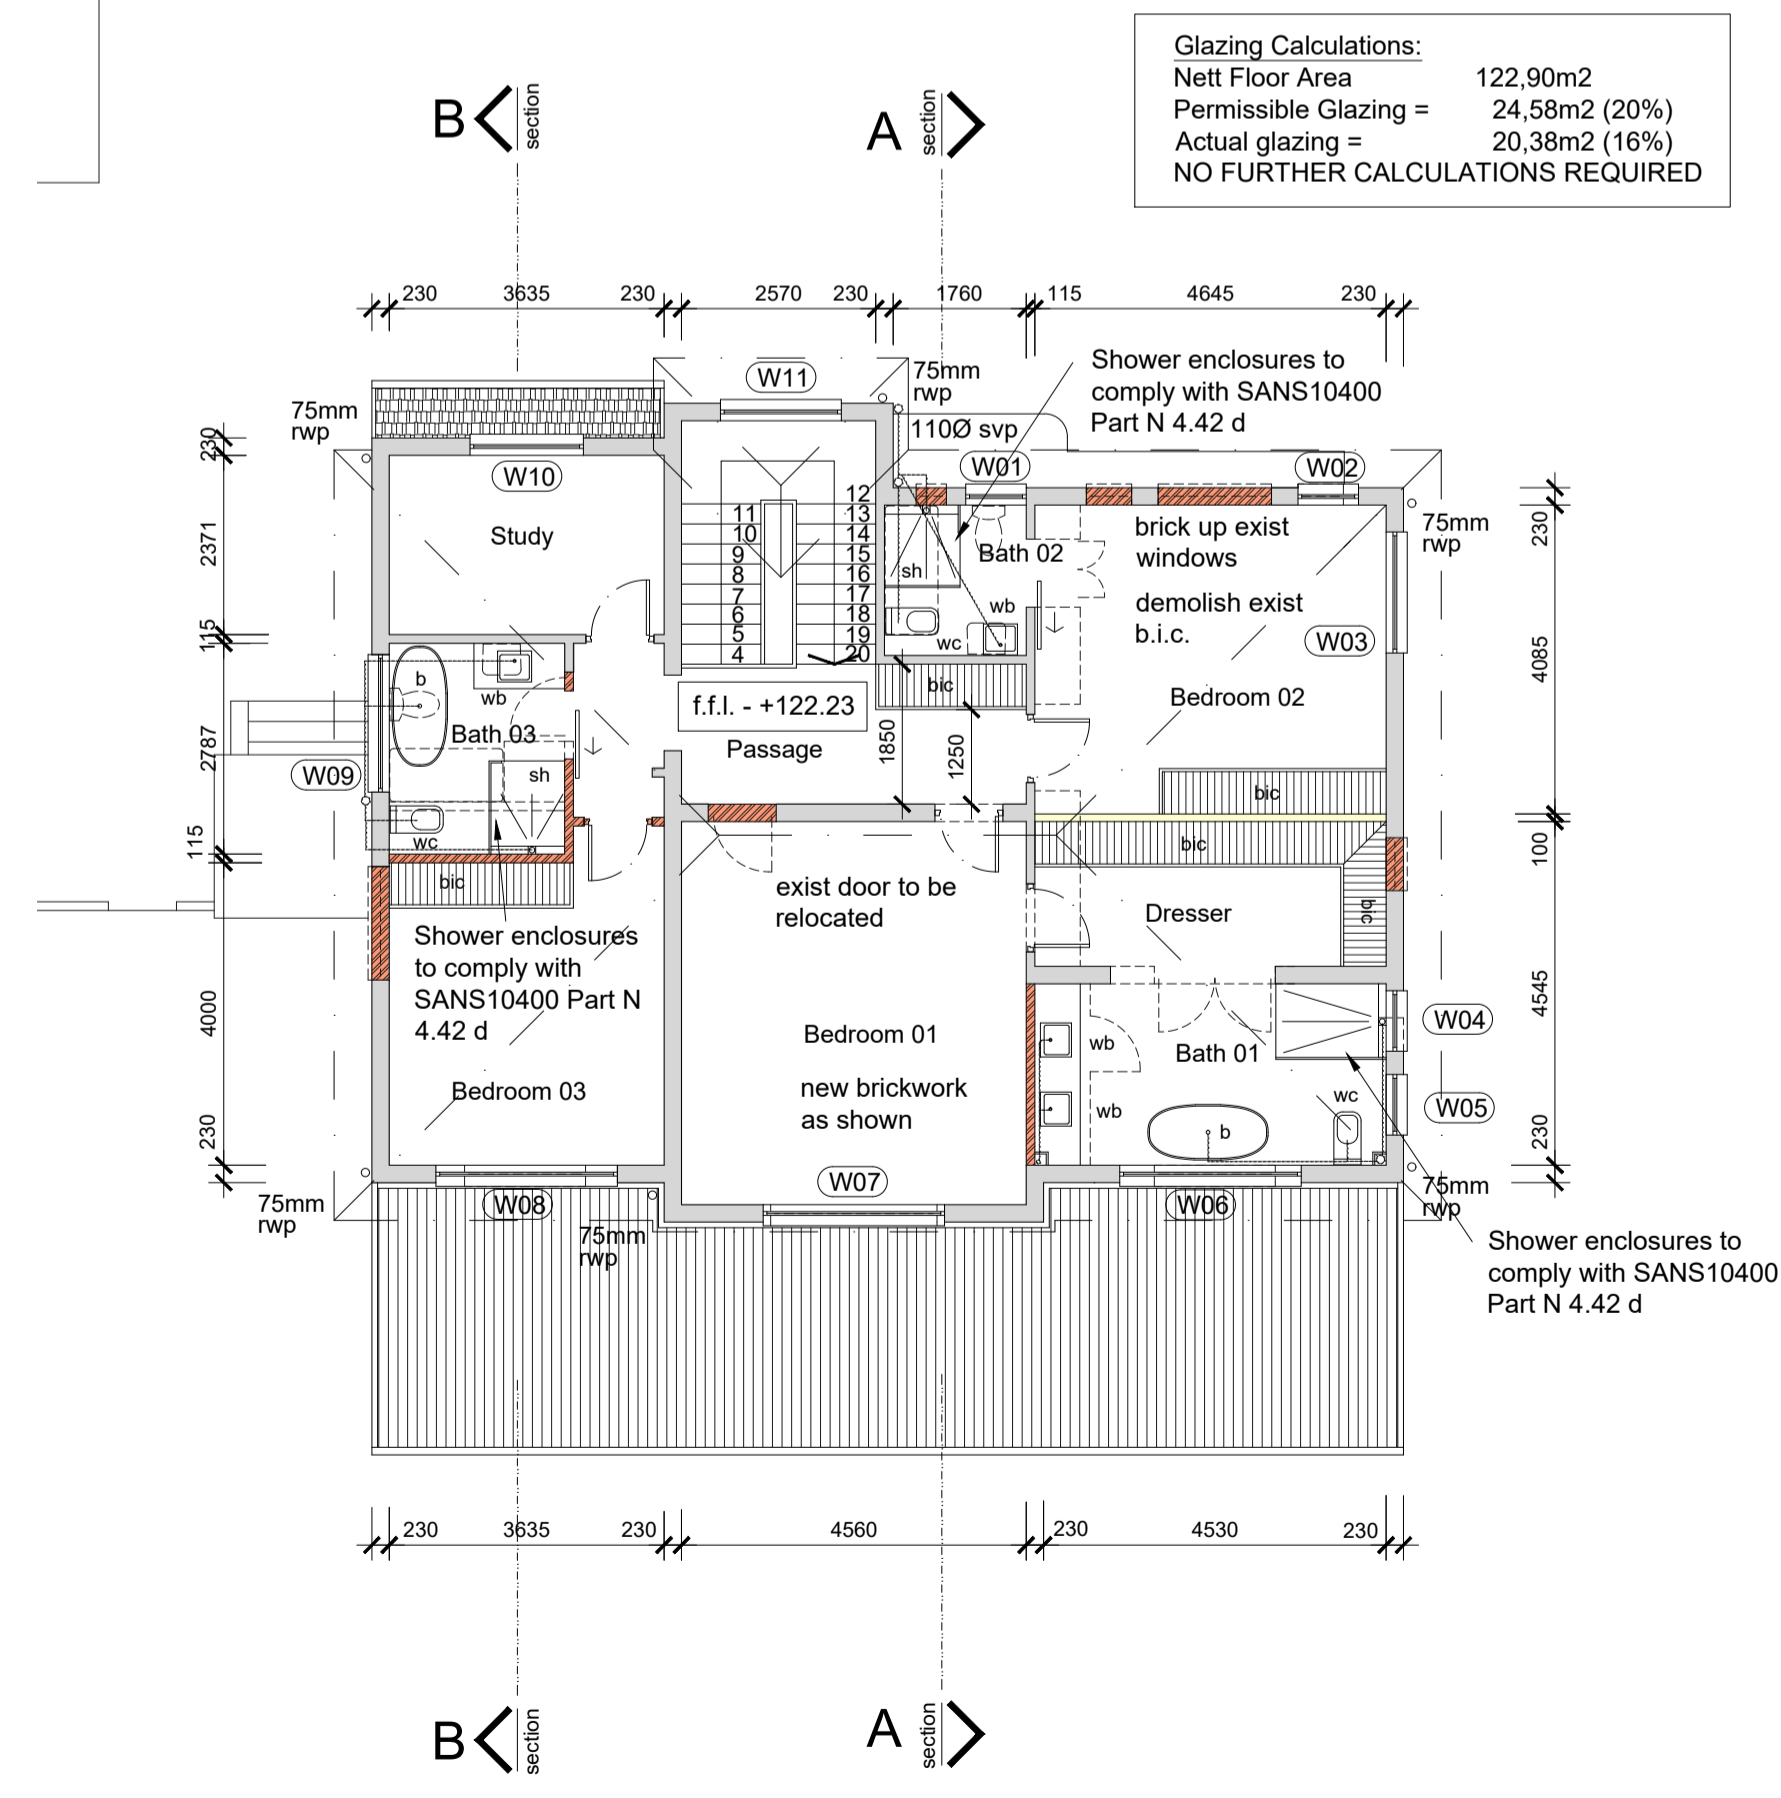 Glazing Calculations:
Nett Floor Area 122,90m2
Permissible Glazing = 24,58m2 (20%)
Actual glazing = 20,38m2 (16%)
NO FURTHER CALCULATIONS REQUIRED
B section
A section
230 3635 230 2570 230 1760 115 4645 230
Shower enclosures to
comply with SANS10400
Part N 4.42 d
75mm
rwp
W11
75mm
rwp
110Ø svp
W10
W01
W02
75mm
rwp
Study
12
11 13
10 14
9 15
8 16
7 17
6 18
5 19
4 20
Bath 02
sh
wb
wc
bic
brick up exist
windows
demolish exist
b.i.c.
W03
Bedroom 02
230
2371
115
2787
115
4000
230
b
wb
Bath 03
sh
wc
bic
W09
f.f.l. - +122.23
Passage
1850
1250
bic
bic
bic
230
4085
100
4545
230
exist door to be
relocated
Dresser
Shower enclosures
to comply with
SANS10400 Part N
4.42 d
Bedroom 03
Bedroom 01
new brickwork
as shown
wb
wb
Bath 01
b
wc
W04
W05
W07
W08
W06
75mm
rwp
75mm
rwp
75mm
rwp
Shower enclosures to
comply with SANS10400
Part N 4.42 d
230 3635 230 4560 230 4530 230
B section
A section